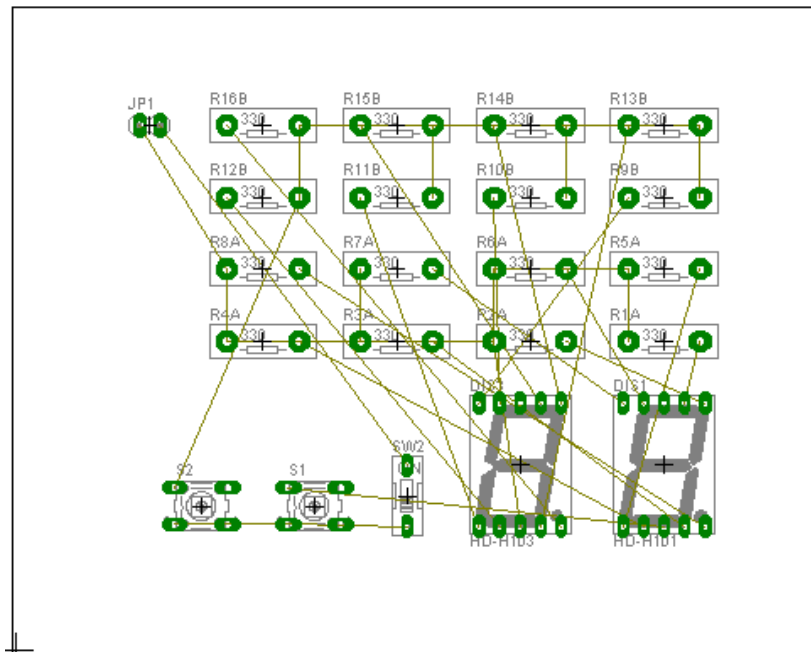 JP1
R16B
R15B
R14B
R13B
330
330
330
330
R12B
R11B
R10B
R9B
330
330
330
330
R8A
R7A
R6A
R5A
330
330
330
330
R4A
R3A
R2A
R1A
330
330
330
330
DIS1
S2
S1
SW2
HD-H103
HD-H101